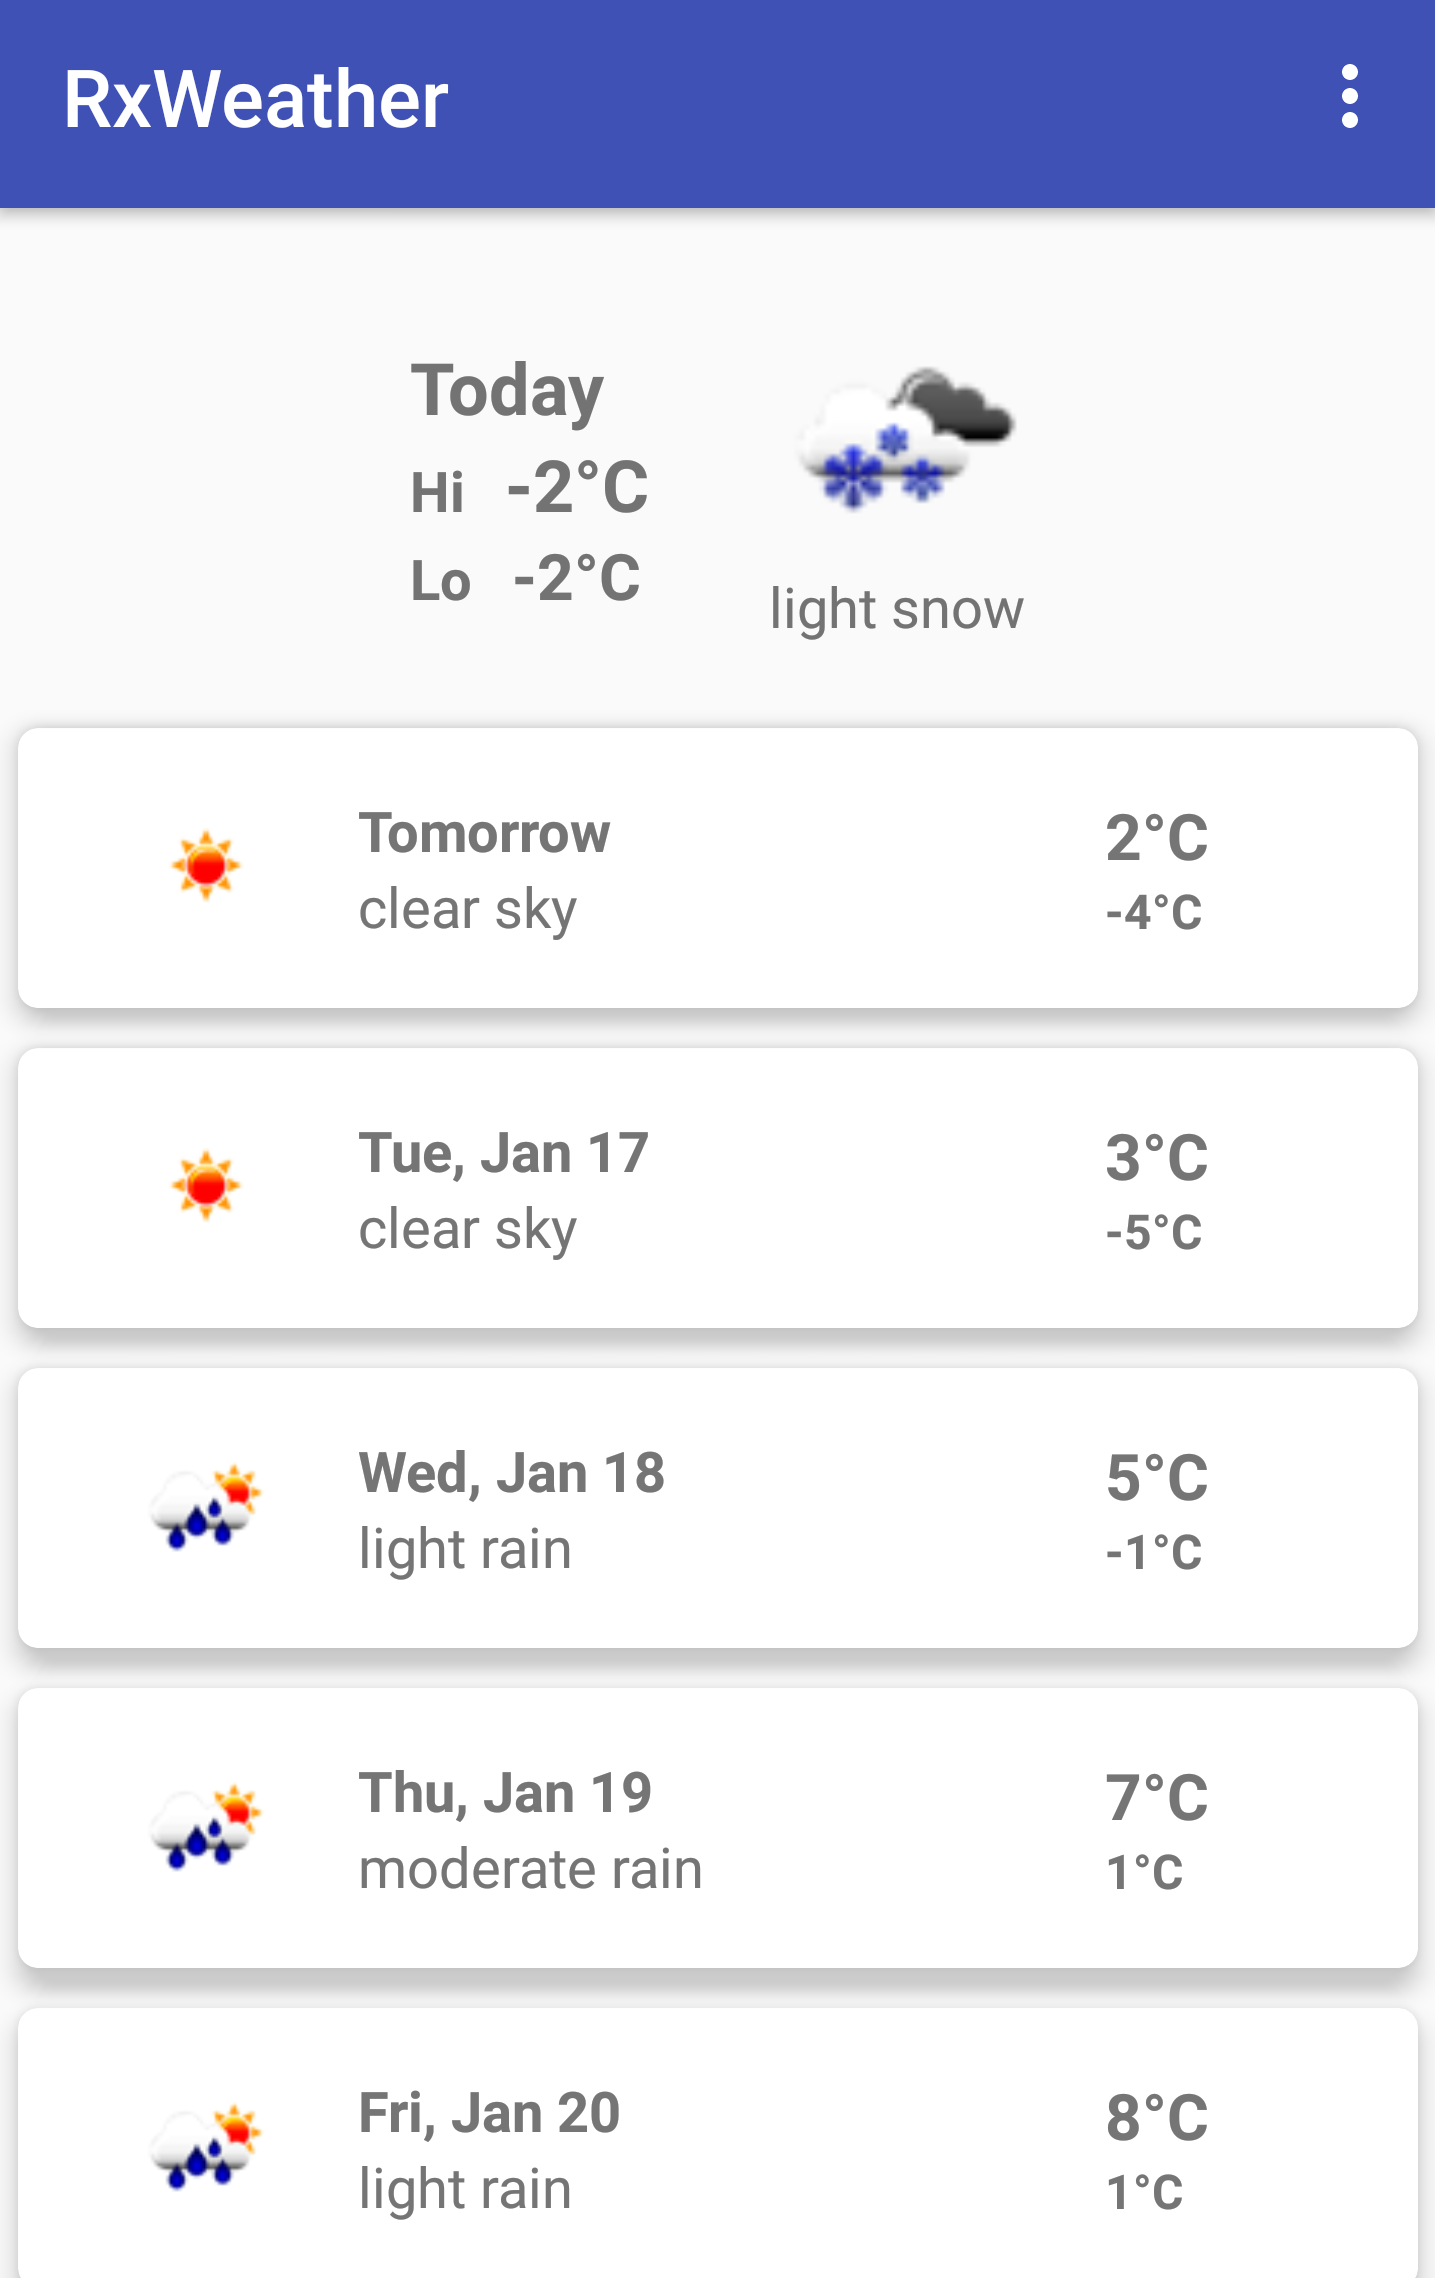 RxWeather
Today
Hi -2°C
Lo -2°C
light snow
Tomorrow
clear sky
2°C
-4°C
Tue, Jan 17
clear sky
3°C
-5°C
Wed, Jan 18
light rain
5°C
-1°C
Thu, Jan 19
moderate rain
7°C
1°C
Fri, Jan 20
light rain
8°C
1°C